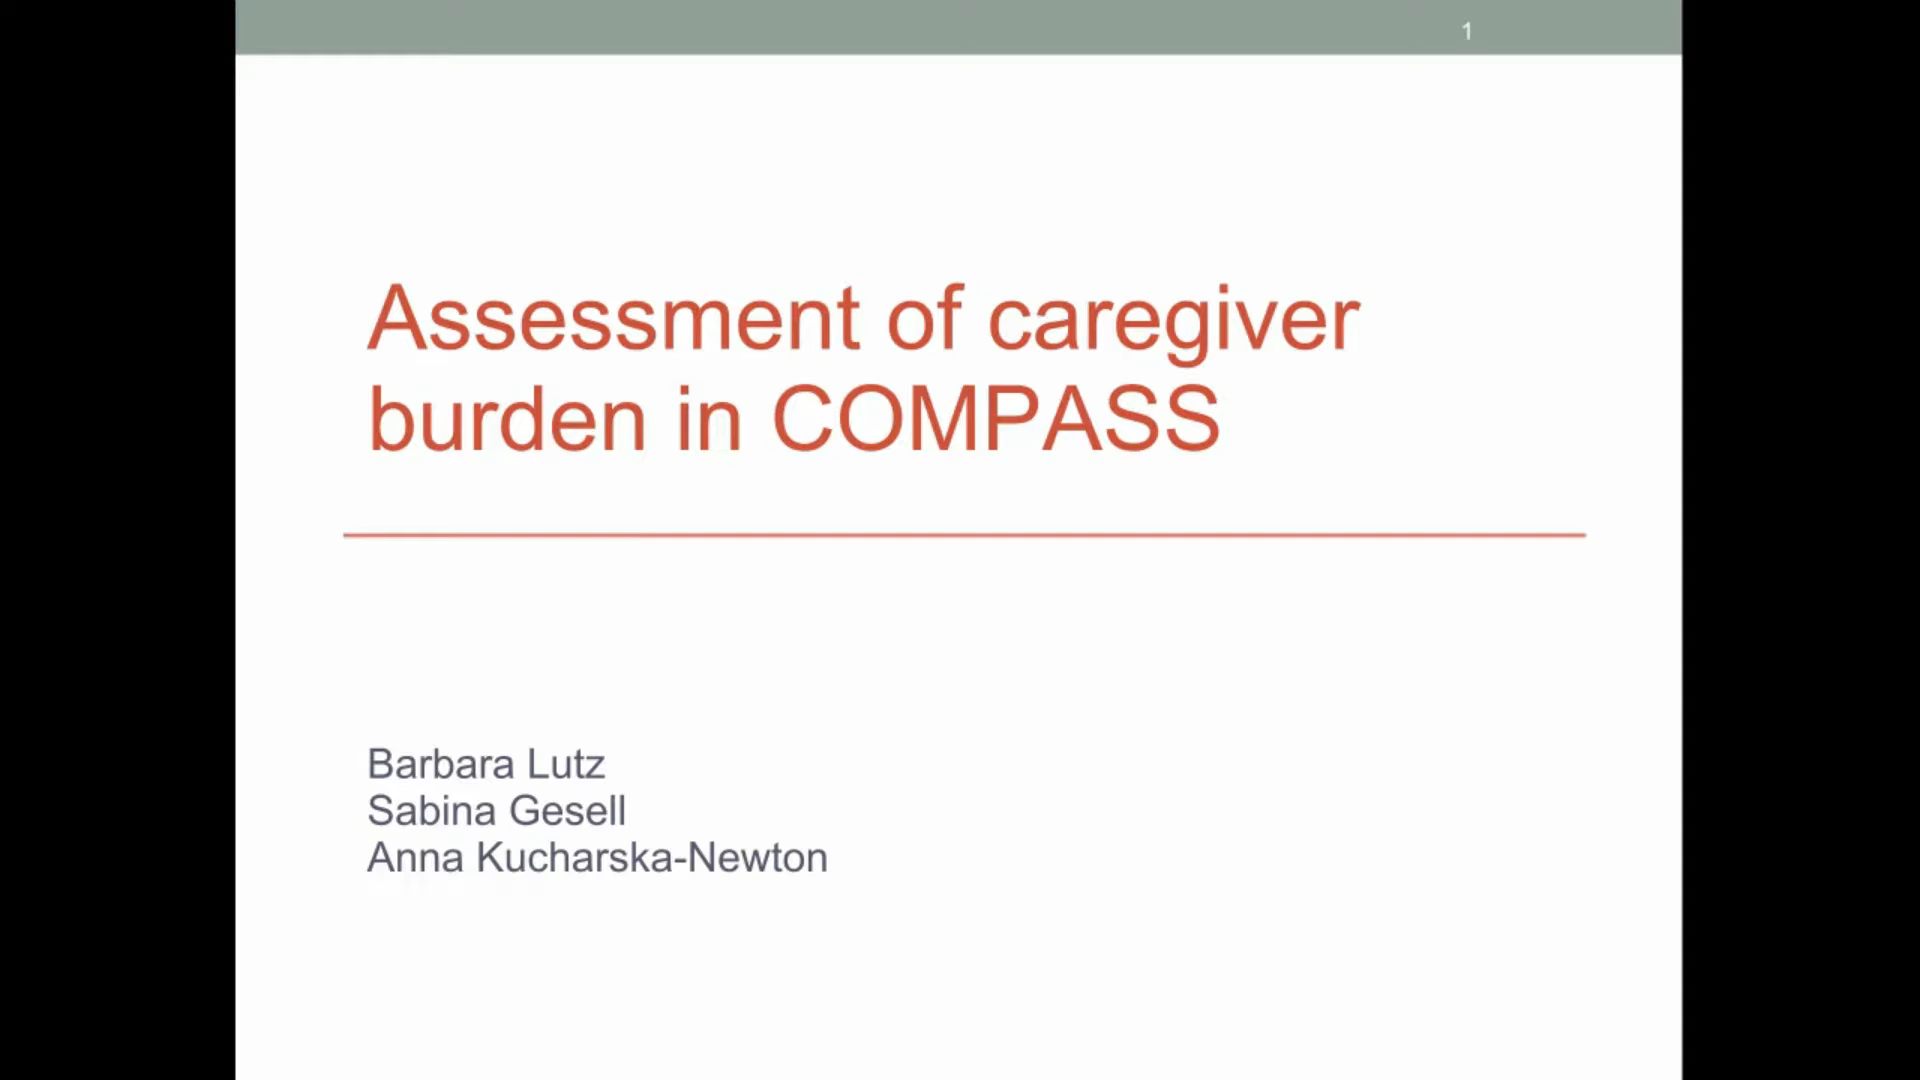 1
Assessment of caregiver
burden in COMPASS
Barbara Lutz
Sabina Gesell
Anna Kucharska-Newton